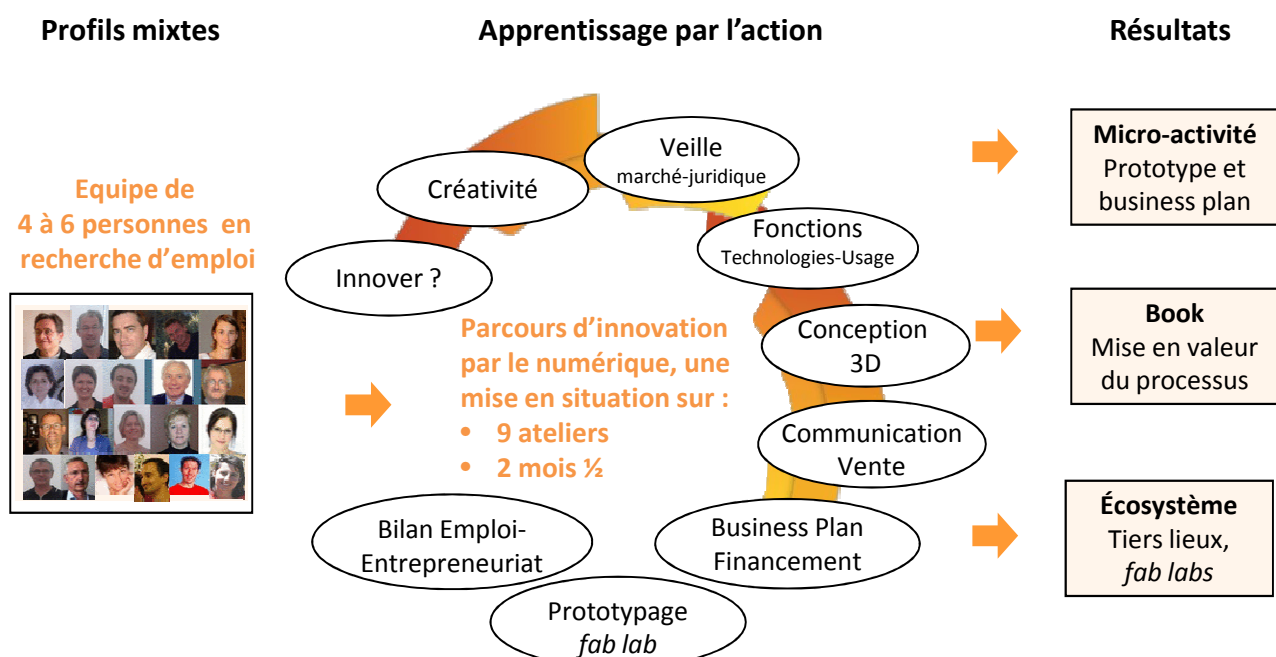 Profils mixtes
Apprentissage par l’action
Résultats
Equipe de
4 à 6 personnes en
recherche d’emploi
Innover ?
Créativité
Veille
marché-juridique
Fonctions
Technologies-Usage
Conception
3D
Communication
Vente
Business Plan
Financement
Prototypage
fab lab
Bilan Emploi-
Entrepreneuriat
Parcours d’innovation
par le numérique, une
mise en situation sur :
• 9 ateliers
• 2 mois ½
Micro-activité
Prototype et
business plan
Book
Mise en valeur
du processus
Écosystème
Tiers lieux,
fab labs